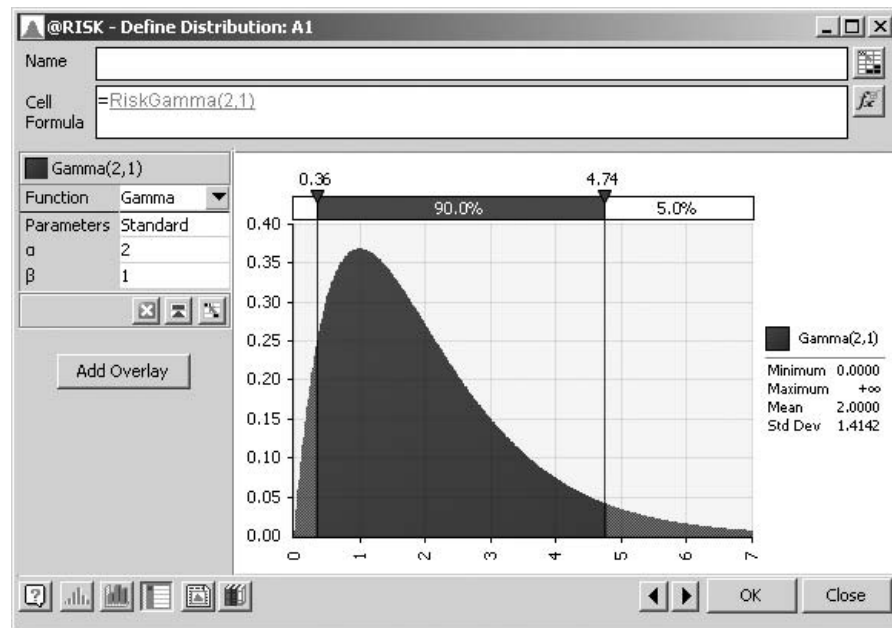 @RISK - Define Distribution: A1
Name
Cell Formula
=RiskGamma(2,1)
Gamma(2,1)
Function Gamma
Parameters Standard
α 2
β 1
Add Overlay
0.36 4.74
90.0% 5.0%
0.40
0.35
0.30
0.25
0.20
0.15
0.10
0.05
0.00
0 1 2 3 4 5 6 7
Gamma(2,1)
Minimum 0.0000
Maximum +∞
Mean 2.0000
Std Dev 1.4142
OK
Close